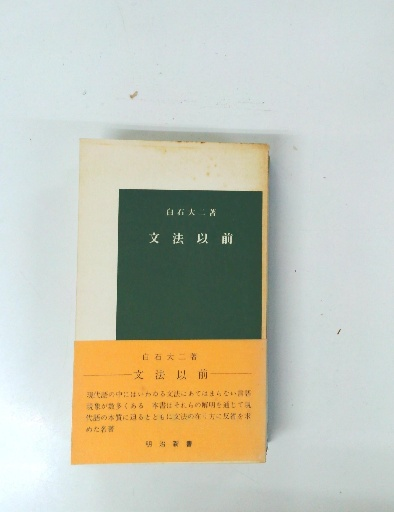 白石大二著
文法以前
白石大二著
文法以前
現代語の中にはいわゆる文法にあてはまらない言語
現象が数多くある 本書はそれらの解明を通じて現
代語の本質に迫るとともに文法の在り方に反省を求
めた名著
明治新書